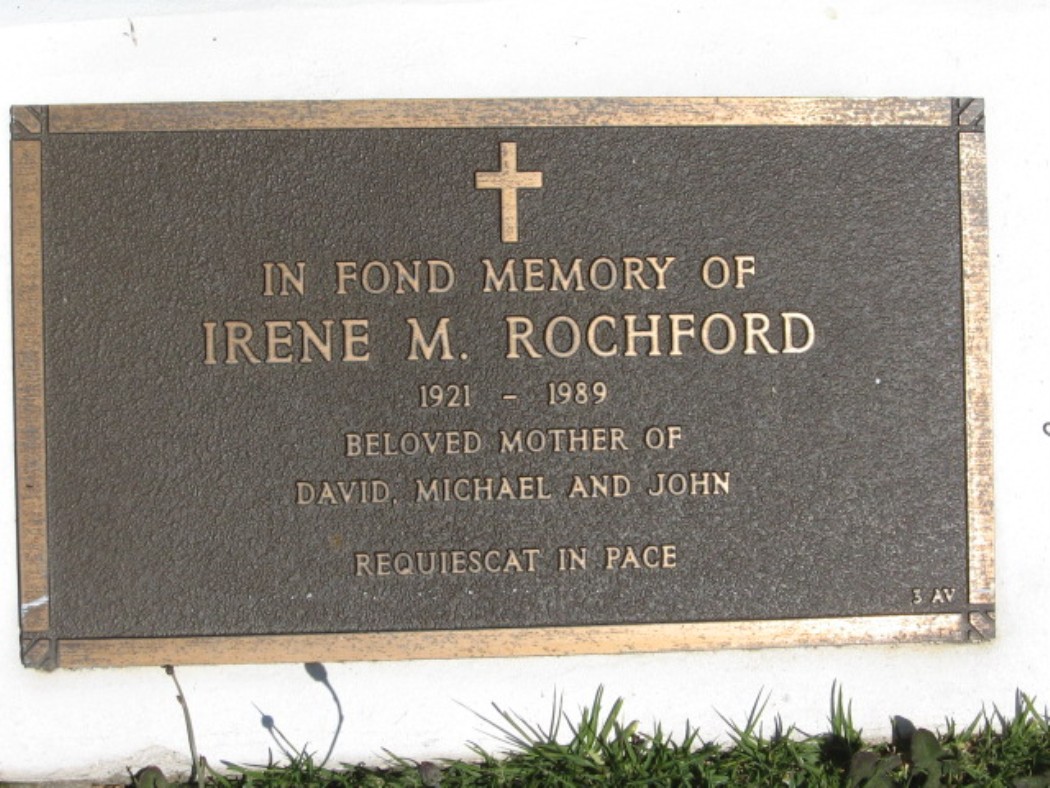 IN FOND MEMORY OF
IRENE M. ROCHFORD
1921 - 1989
BELOVED MOTHER OF
DAVID, MICHAEL AND JOHN
REQUIESCAT IN PACE
3 AV